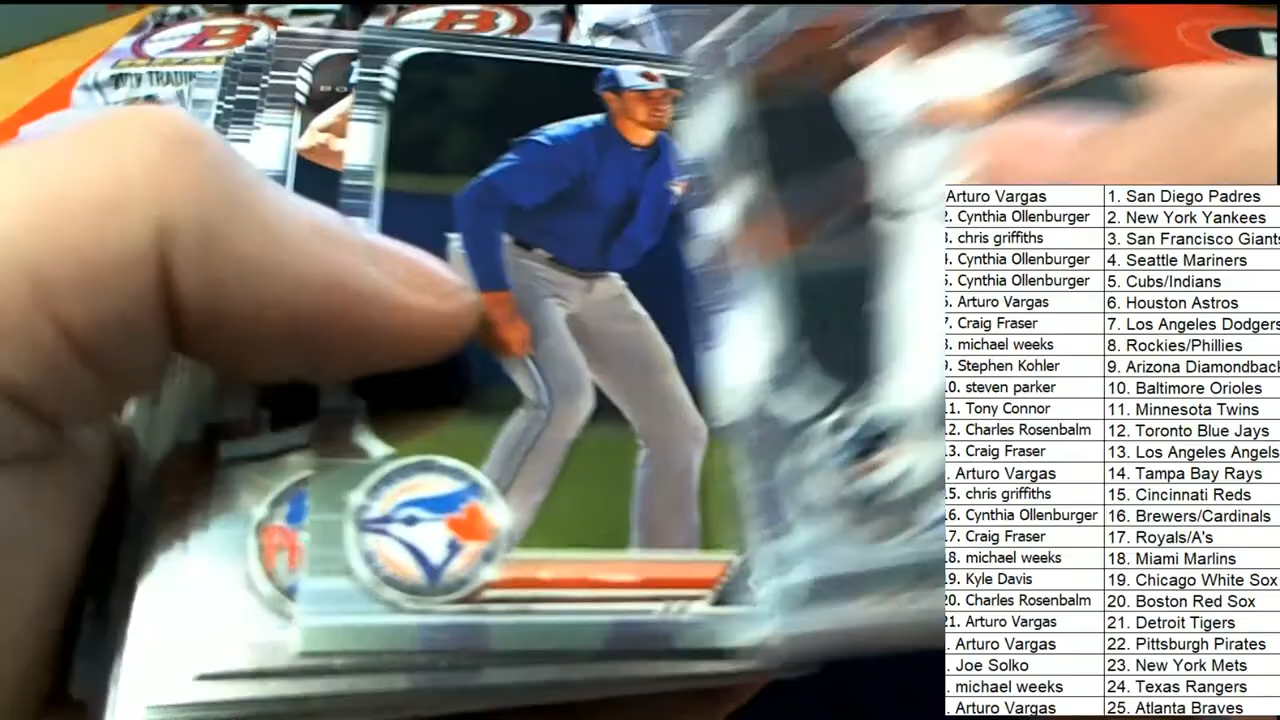 B
2019 TRADIN
BO
Arturo Vargas 1. San Diego Padres
2. Cynthia Ollenburger 2. New York Yankees
3. chris griffiths 3. San Francisco Giants
4. Cynthia Ollenburger 4. Seattle Mariners
5. Cynthia Ollenburger 5. Cubs/Indians
6. Arturo Vargas 6. Houston Astros
7. Craig Fraser 7. Los Angeles Dodgers
8. michael weeks 8. Rockies/Phillies
9. Stephen Kohler 9. Arizona Diamondback
10. steven parker 10. Baltimore Orioles
11. Tony Connor 11. Minnesota Twins
12. Charles Rosenbalm 12. Toronto Blue Jays
13. Craig Fraser 13. Los Angeles Angels
. Arturo Vargas 14. Tampa Bay Rays
15. chris griffiths 15. Cincinnati Reds
16. Cynthia Ollenburger 16. Brewers/Cardinals
17. Craig Fraser 17. Royals/A's
18. michael weeks 18. Miami Marlins
19. Kyle Davis 19. Chicago White Sox
20. Charles Rosenbalm 20. Boston Red Sox
21. Arturo Vargas 21. Detroit Tigers
. Arturo Vargas 22. Pittsburgh Pirates
. Joe Solko 23. New York Mets
. michael weeks 24. Texas Rangers
. Arturo Vargas 25. Atlanta Braves